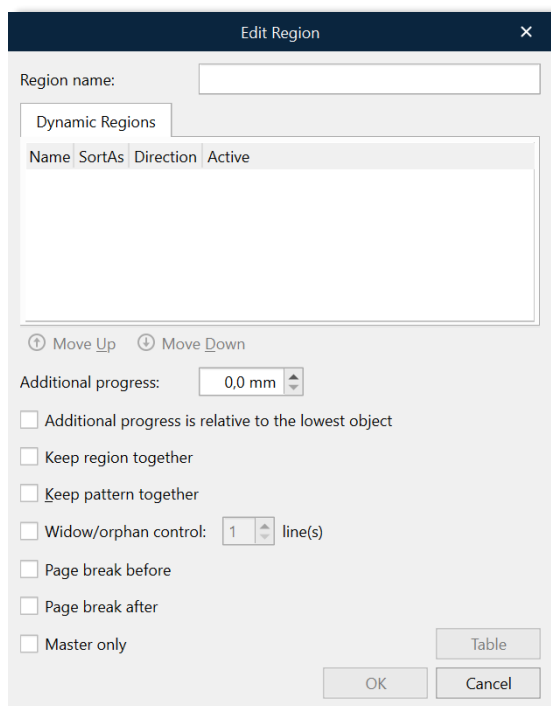 Edit Region
Region name:
Dynamic Regions
Name SortAs Direction Active
Move Up Move Down
Additional progress: 0,0 mm
Additional progress is relative to the lowest object
Keep region together
Keep pattern together
Widow/orphan control: 1 line(s)
Page break before
Page break after
Master only Table
OK Cancel